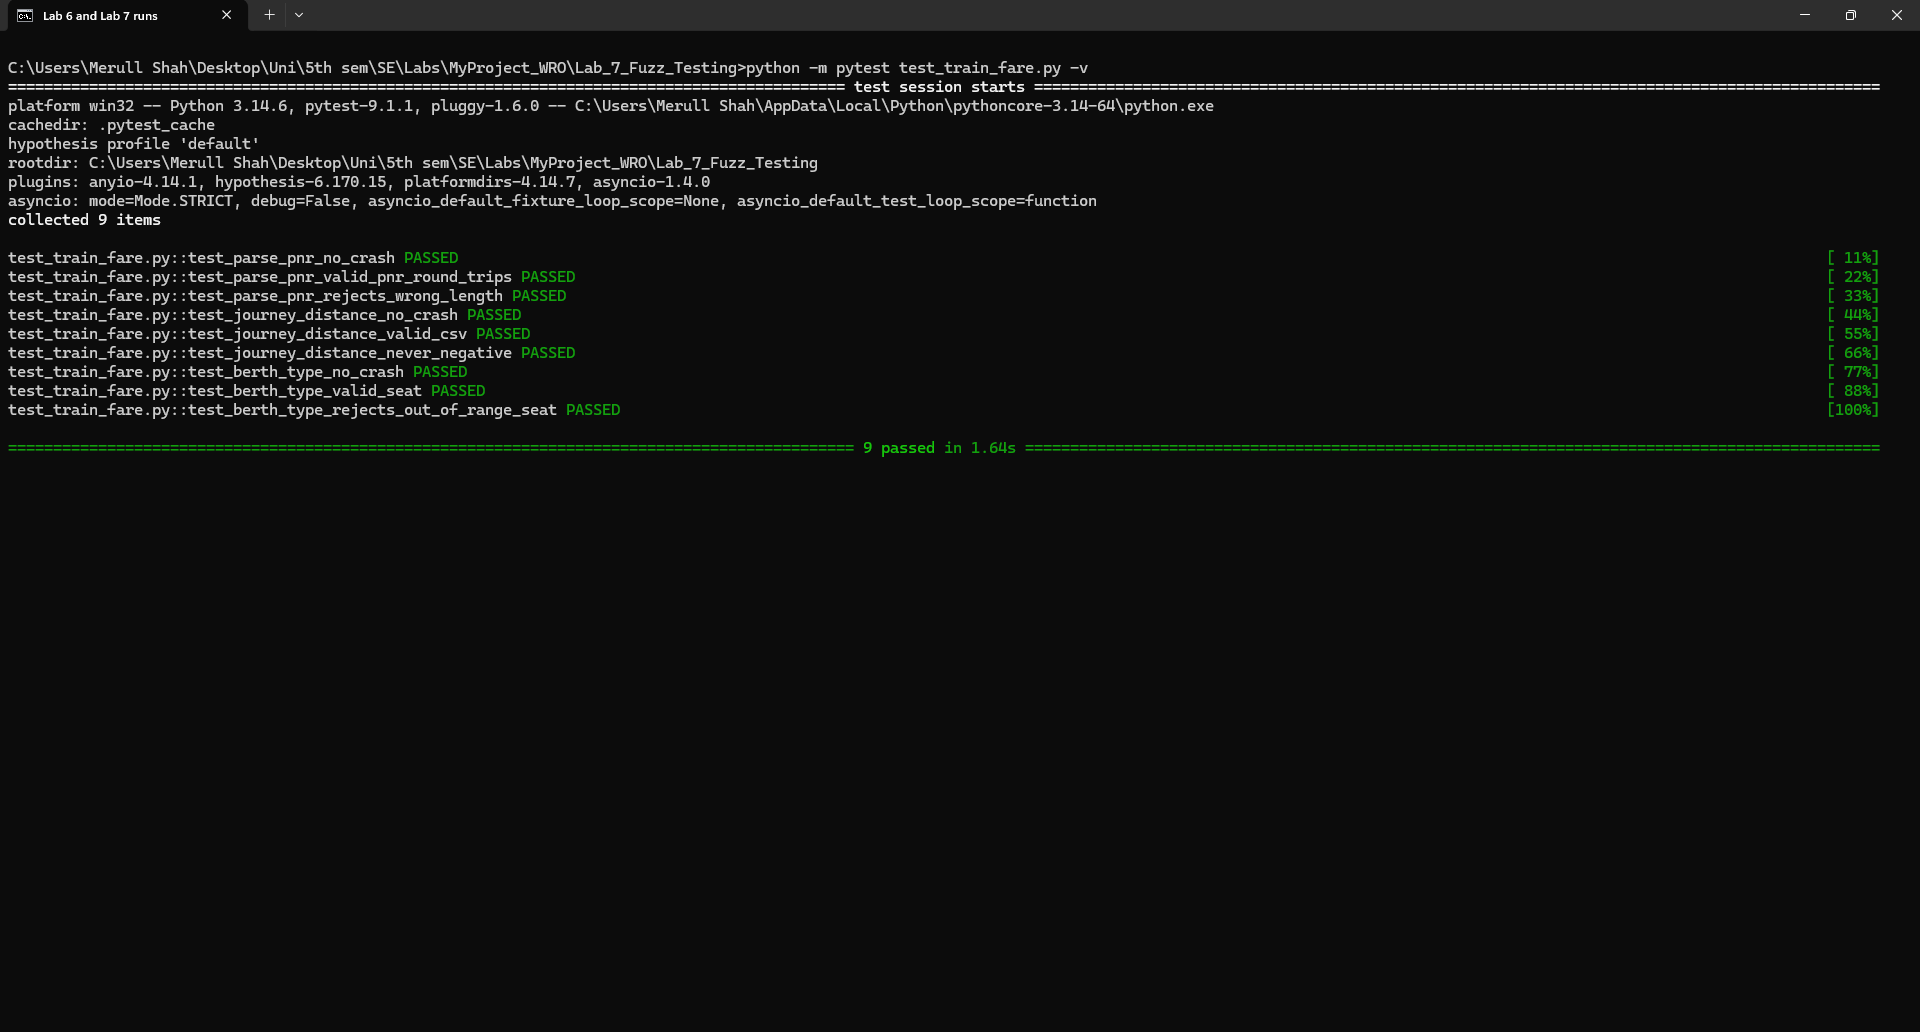 Lab 6 and Lab 7 runs
C:\Users\Merull Shah\Desktop\Uni\5th sem\SE\Labs\MyProject_WRO\Lab_7_Fuzz_Testing>python -m pytest test_train_fare.py -v
============================================================================================== test session starts ==============================================================================================
platform win32 -- Python 3.14.6, pytest-9.1.1, pluggy-1.6.0 -- C:\Users\Merull Shah\AppData\Local\Python\pythoncore-3.14-64\python.exe
cachedir: .pytest_cache
hypothesis profile 'default'
rootdir: C:\Users\Merull Shah\Desktop\Uni\5th sem\SE\Labs\MyProject_WRO\Lab_7_Fuzz_Testing
plugins: anyio-4.14.1, hypothesis-6.170.15, platformdirs-4.14.7, asyncio-1.4.0
asyncio: mode=Mode.STRICT, debug=False, asyncio_default_fixture_loop_scope=None, asyncio_default_test_loop_scope=function
collected 9 items
test_train_fare.py::test_parse_pnr_no_crash PASSED [ 11%]
test_train_fare.py::test_parse_pnr_valid_pnr_round_trips PASSED [ 22%]
test_train_fare.py::test_parse_pnr_rejects_wrong_length PASSED [ 33%]
test_train_fare.py::test_journey_distance_no_crash PASSED [ 44%]
test_train_fare.py::test_journey_distance_valid_csv PASSED [ 55%]
test_train_fare.py::test_journey_distance_never_negative PASSED [ 66%]
test_train_fare.py::test_berth_type_no_crash PASSED [ 77%]
test_train_fare.py::test_berth_type_valid_seat PASSED [ 88%]
test_train_fare.py::test_berth_type_rejects_out_of_range_seat PASSED [100%]
============================================================================================== 9 passed in 1.64s ===============================================================================================